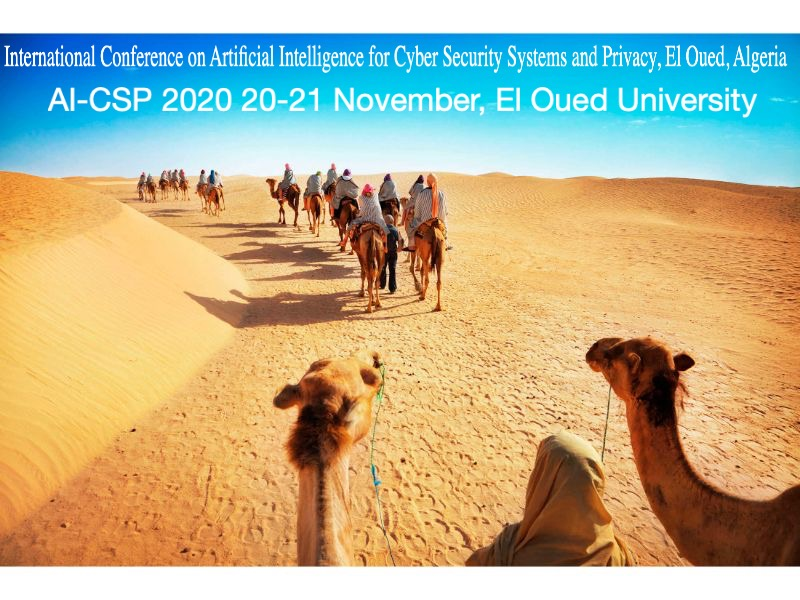 International Conference on Artificial Intelligence for Cyber Security Systems and Privacy, El Oued, Algeria
AI-CSP 2020 20-21 November, El Oued University